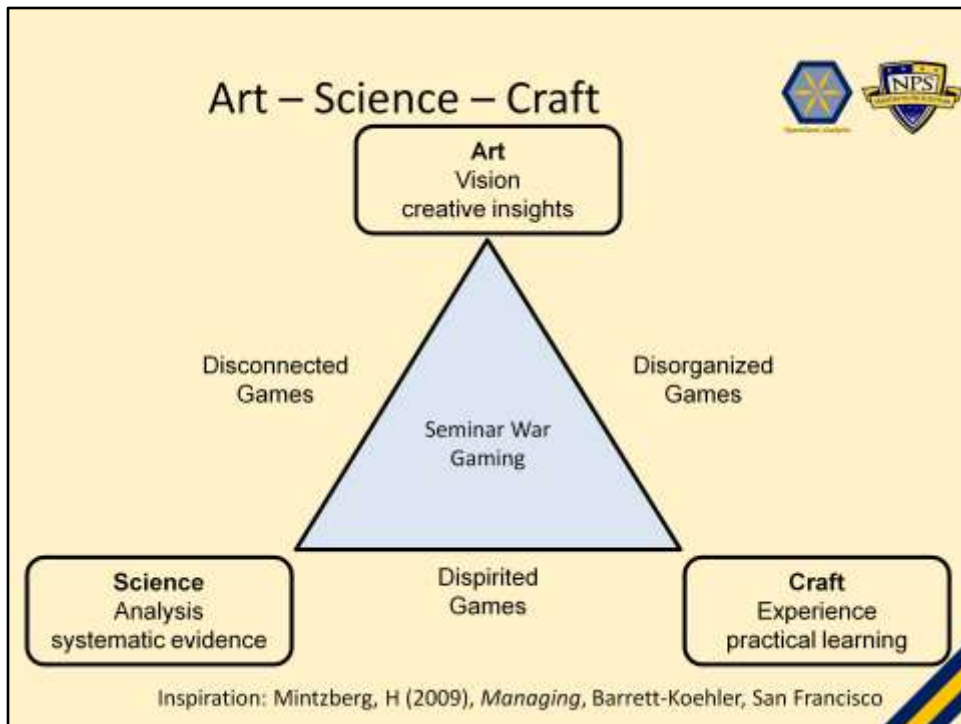 Art – Science – Craft
NPS
Art
Vision
creative insights
Disconnected
Games
Disorganized
Games
Seminar War
Gaming
Science
Analysis
systematic evidence
Dispirited
Games
Craft
Experience
practical learning
Inspiration: Mintzberg, H (2009), Managing, Barrett-Koehler, San Francisco